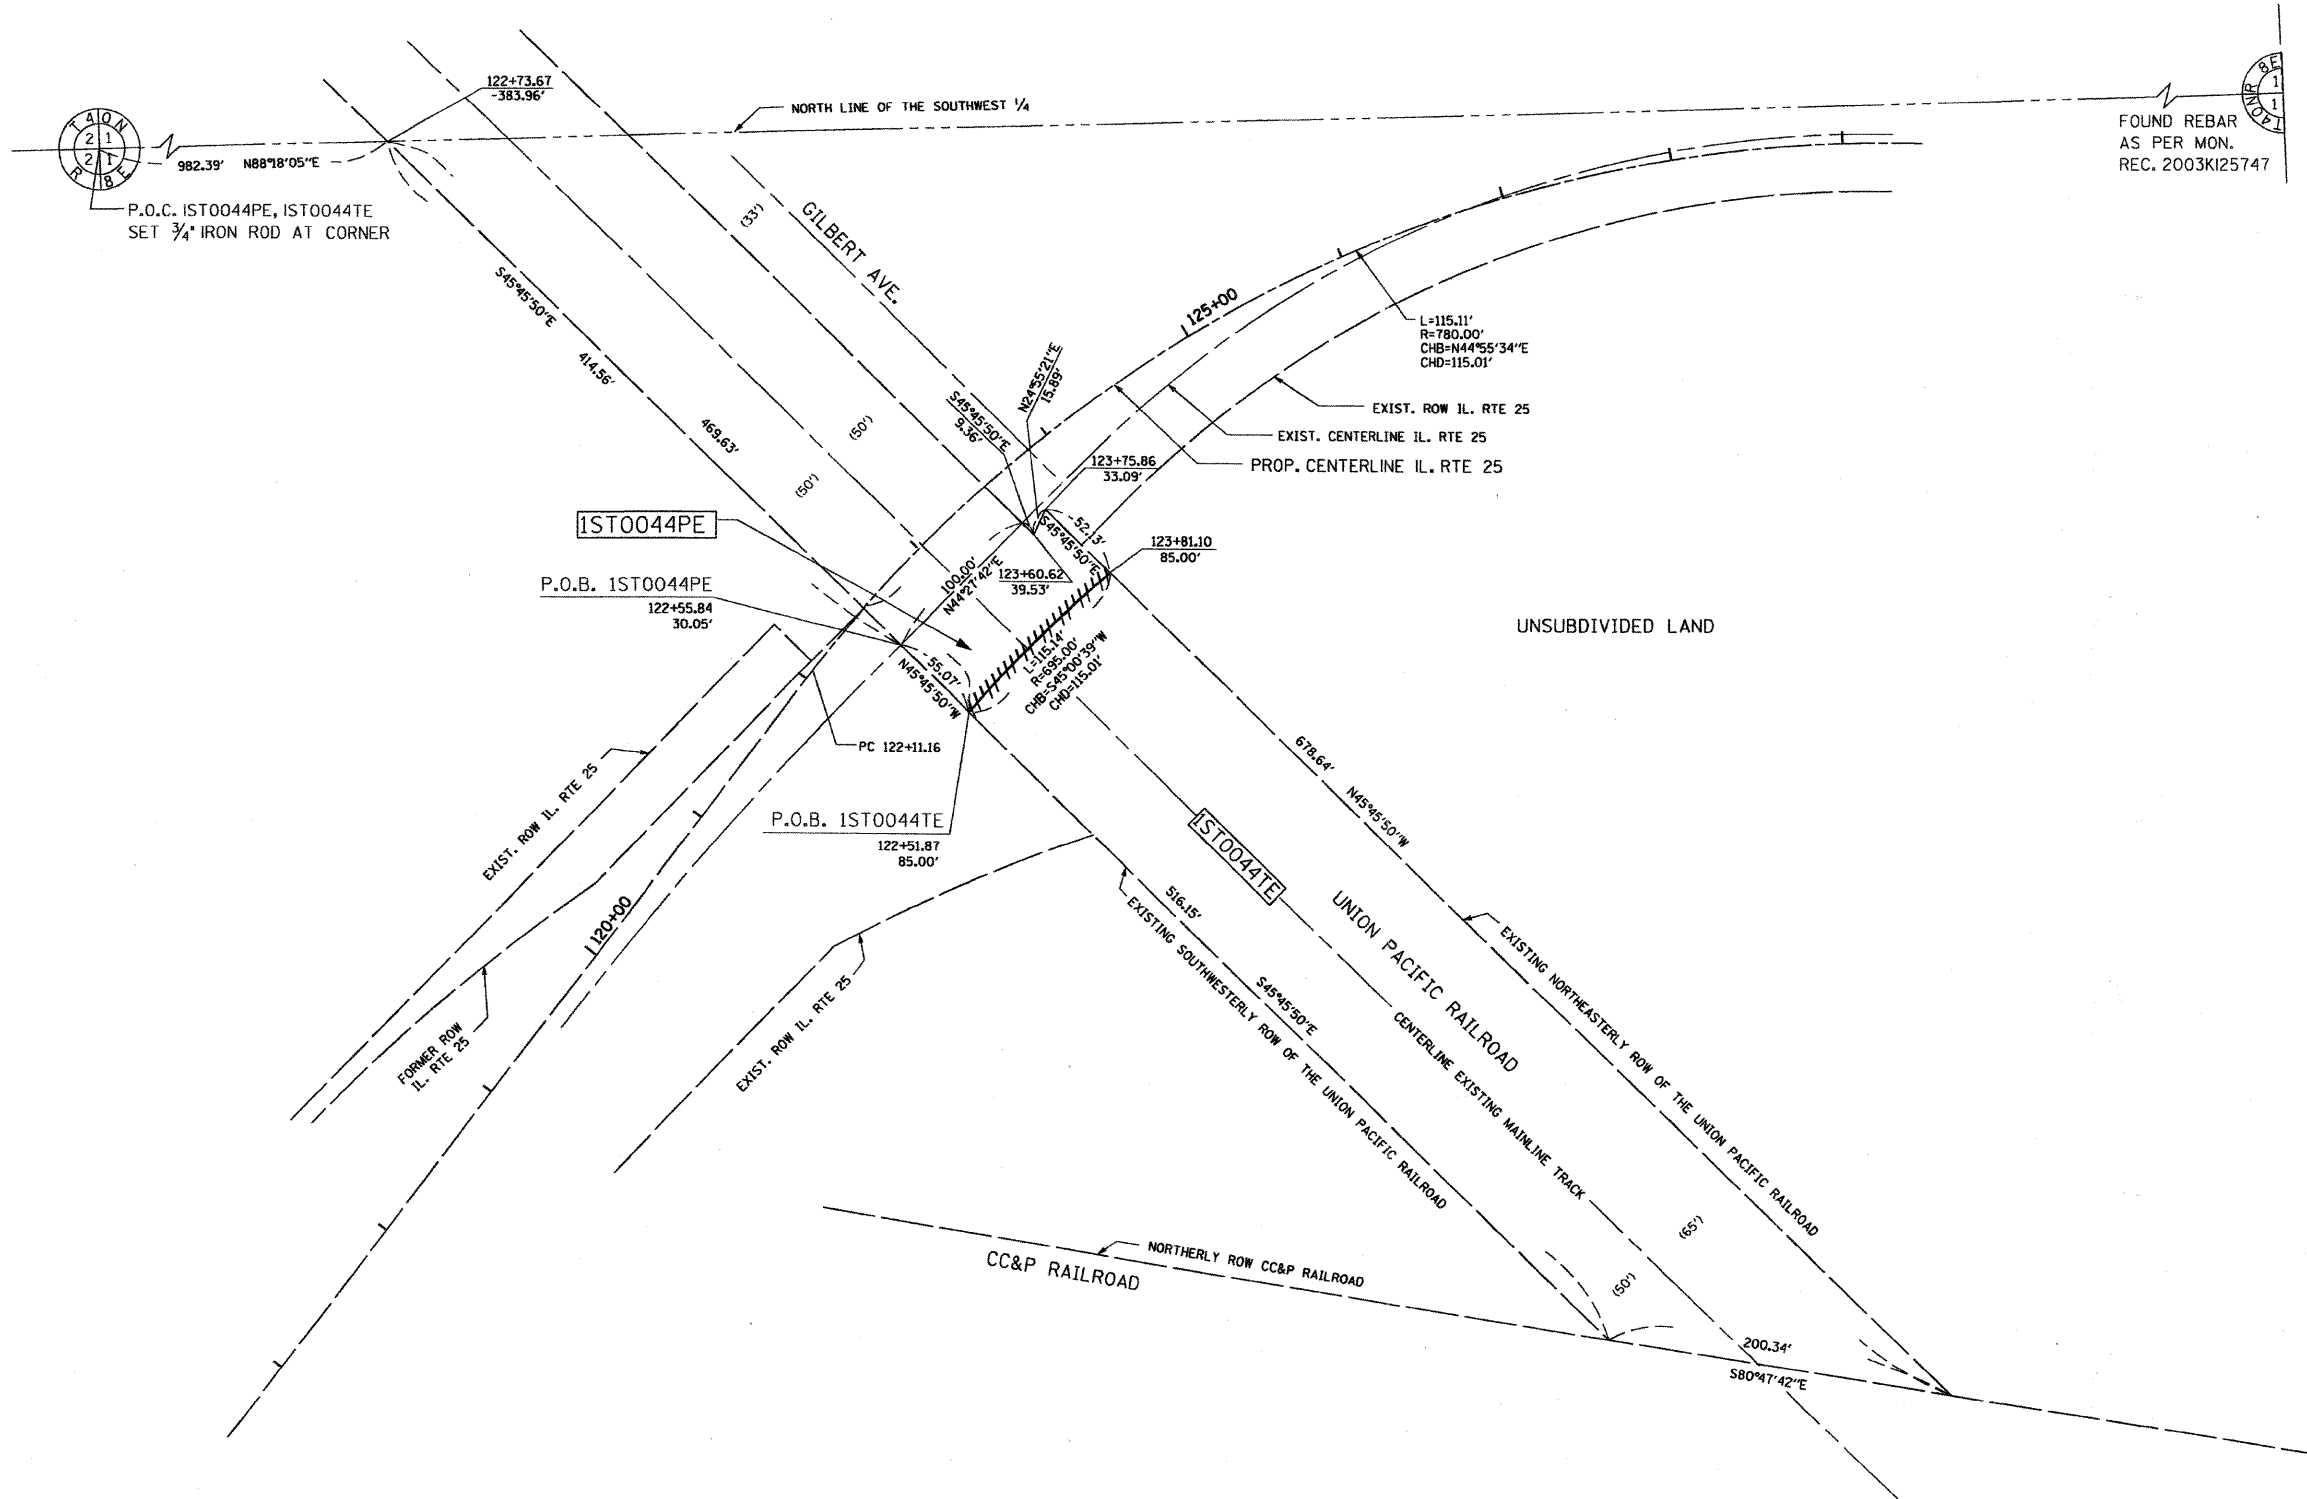 122+73.67
-383.96'
NORTH LINE OF THE SOUTHWEST 1/4
T40N
2 1
2 1
R 8E
982.39' N88°18'05"E
P.O.C. 1ST0044PE, 1ST0044TE
SET 3/4" IRON ROD AT CORNER
R 8E
1
1
T40N
FOUND REBAR
AS PER MON.
REC. 2003K125747
(33')
GILBERT AVE.
S45°45'50"E
414.56'
469.63'
(50')
(50')
125+00
L=115.11'
R=780.00'
CHB=N44°55'34"E
CHD=115.01'
EXIST. ROW IL. RTE 25
EXIST. CENTERLINE IL. RTE 25
PROP. CENTERLINE IL. RTE 25
N24°55'21"E
15.89'
S45°45'50"E
9.36'
123+75.86
33.09'
1ST0044PE
52.13'
S45°45'50"E
123+81.10
85.00'
P.O.B. 1ST0044PE
122+55.84
30.05'
100.00'
N44°27'42"E
123+60.62
39.53'
UNSUBDIVIDED LAND
55.07'
N45°45'50"W
L=115.14'
R=695.00'
CHB=S45°00'39"W
CHD=115.01'
PC 122+11.16
P.O.B. 1ST0044TE
122+51.87
85.00'
EXIST. ROW IL. RTE 25
120+00
FORMER ROW
IL. RTE 25
EXIST. ROW IL. RTE 25
678.64'
N45°45'50"W
1ST0044TE
UNION PACIFIC RAILROAD
516.15'
S45°45'50"E
EXISTING SOUTHWESTERLY ROW OF THE UNION PACIFIC RAILROAD
CENTERLINE EXISTING MAINLINE TRACK
EXISTING NORTHEASTERLY ROW OF THE UNION PACIFIC RAILROAD
(65')
(50')
NORTHERLY ROW CC&P RAILROAD
CC&P RAILROAD
200.34'
S80°47'42"E